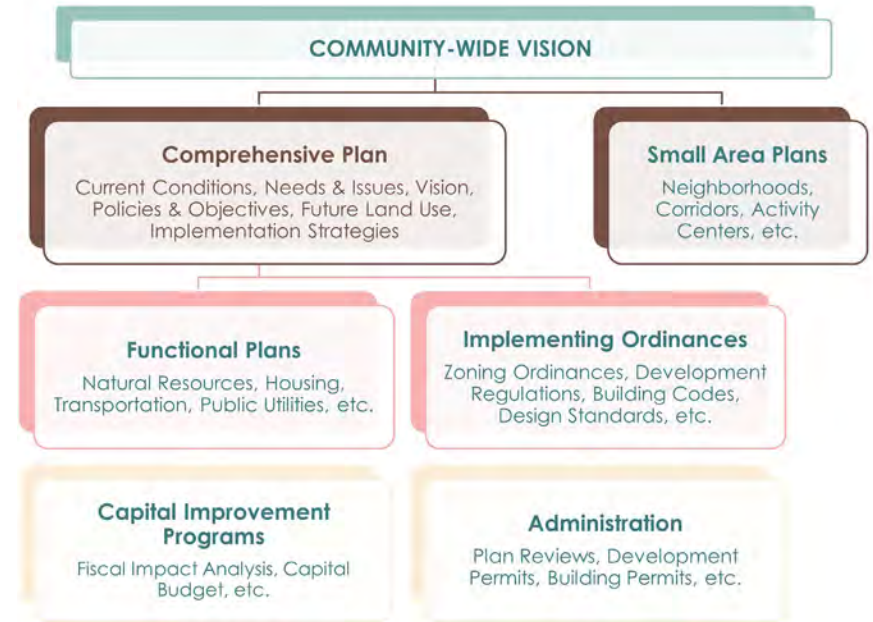 COMMUNITY-WIDE VISION
Comprehensive Plan
Current Conditions, Needs & Issues, Vision,
Policies & Objectives, Future Land Use,
Implementation Strategies
Small Area Plans
Neighborhoods,
Corridors, Activity
Centers, etc.
Functional Plans
Natural Resources, Housing,
Transportation, Public Utilities, etc.
Implementing Ordinances
Zoning Ordinances, Development
Regulations, Building Codes,
Design Standards, etc.
Capital Improvement
Programs
Fiscal Impact Analysis, Capital
Budget, etc.
Administration
Plan Reviews, Development
Permits, Building Permits, etc.